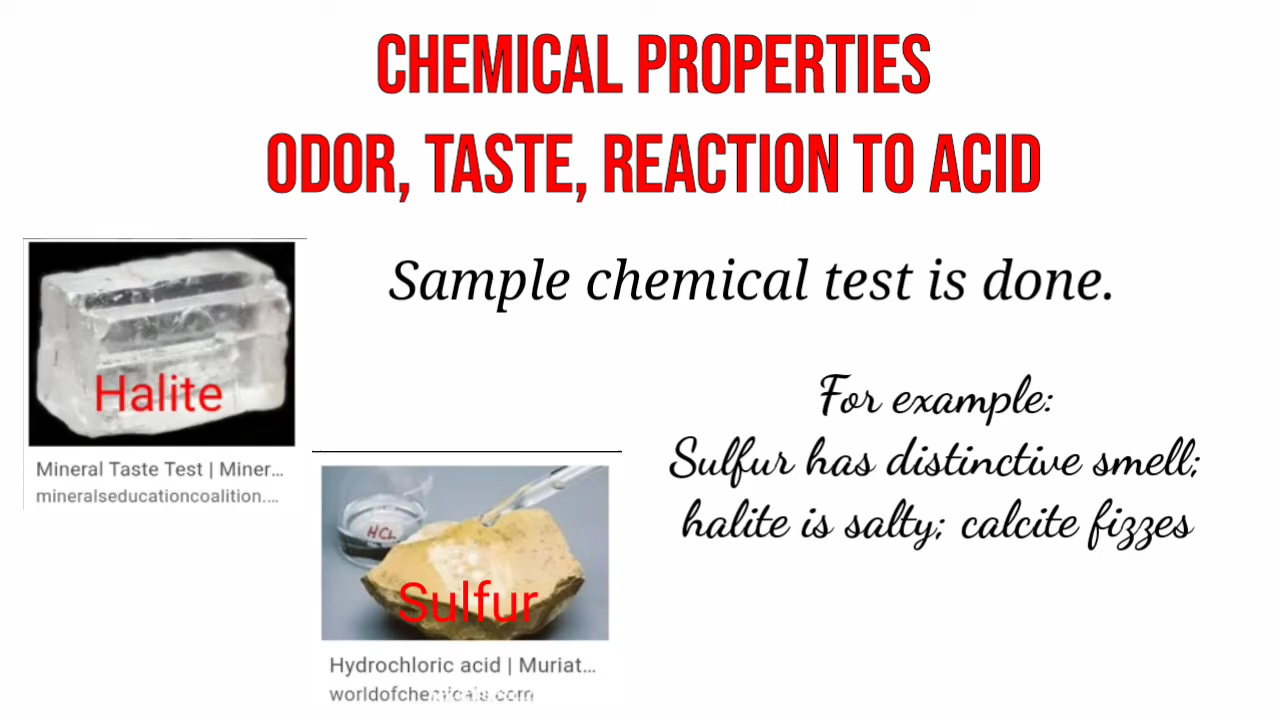 CHEMICAL PROPERTIES
ODOR, TASTE, REACTION TO ACID
Sample chemical test is done.
Halite
Mineral Taste Test | Miner...
mineralseducationcoalition....
For example:
Sulfur has distinctive smell;
halite is salty; calcite fizzes
HCL
Sulfur
Hydrochloric acid | Muriat...
worldofchemicals.com